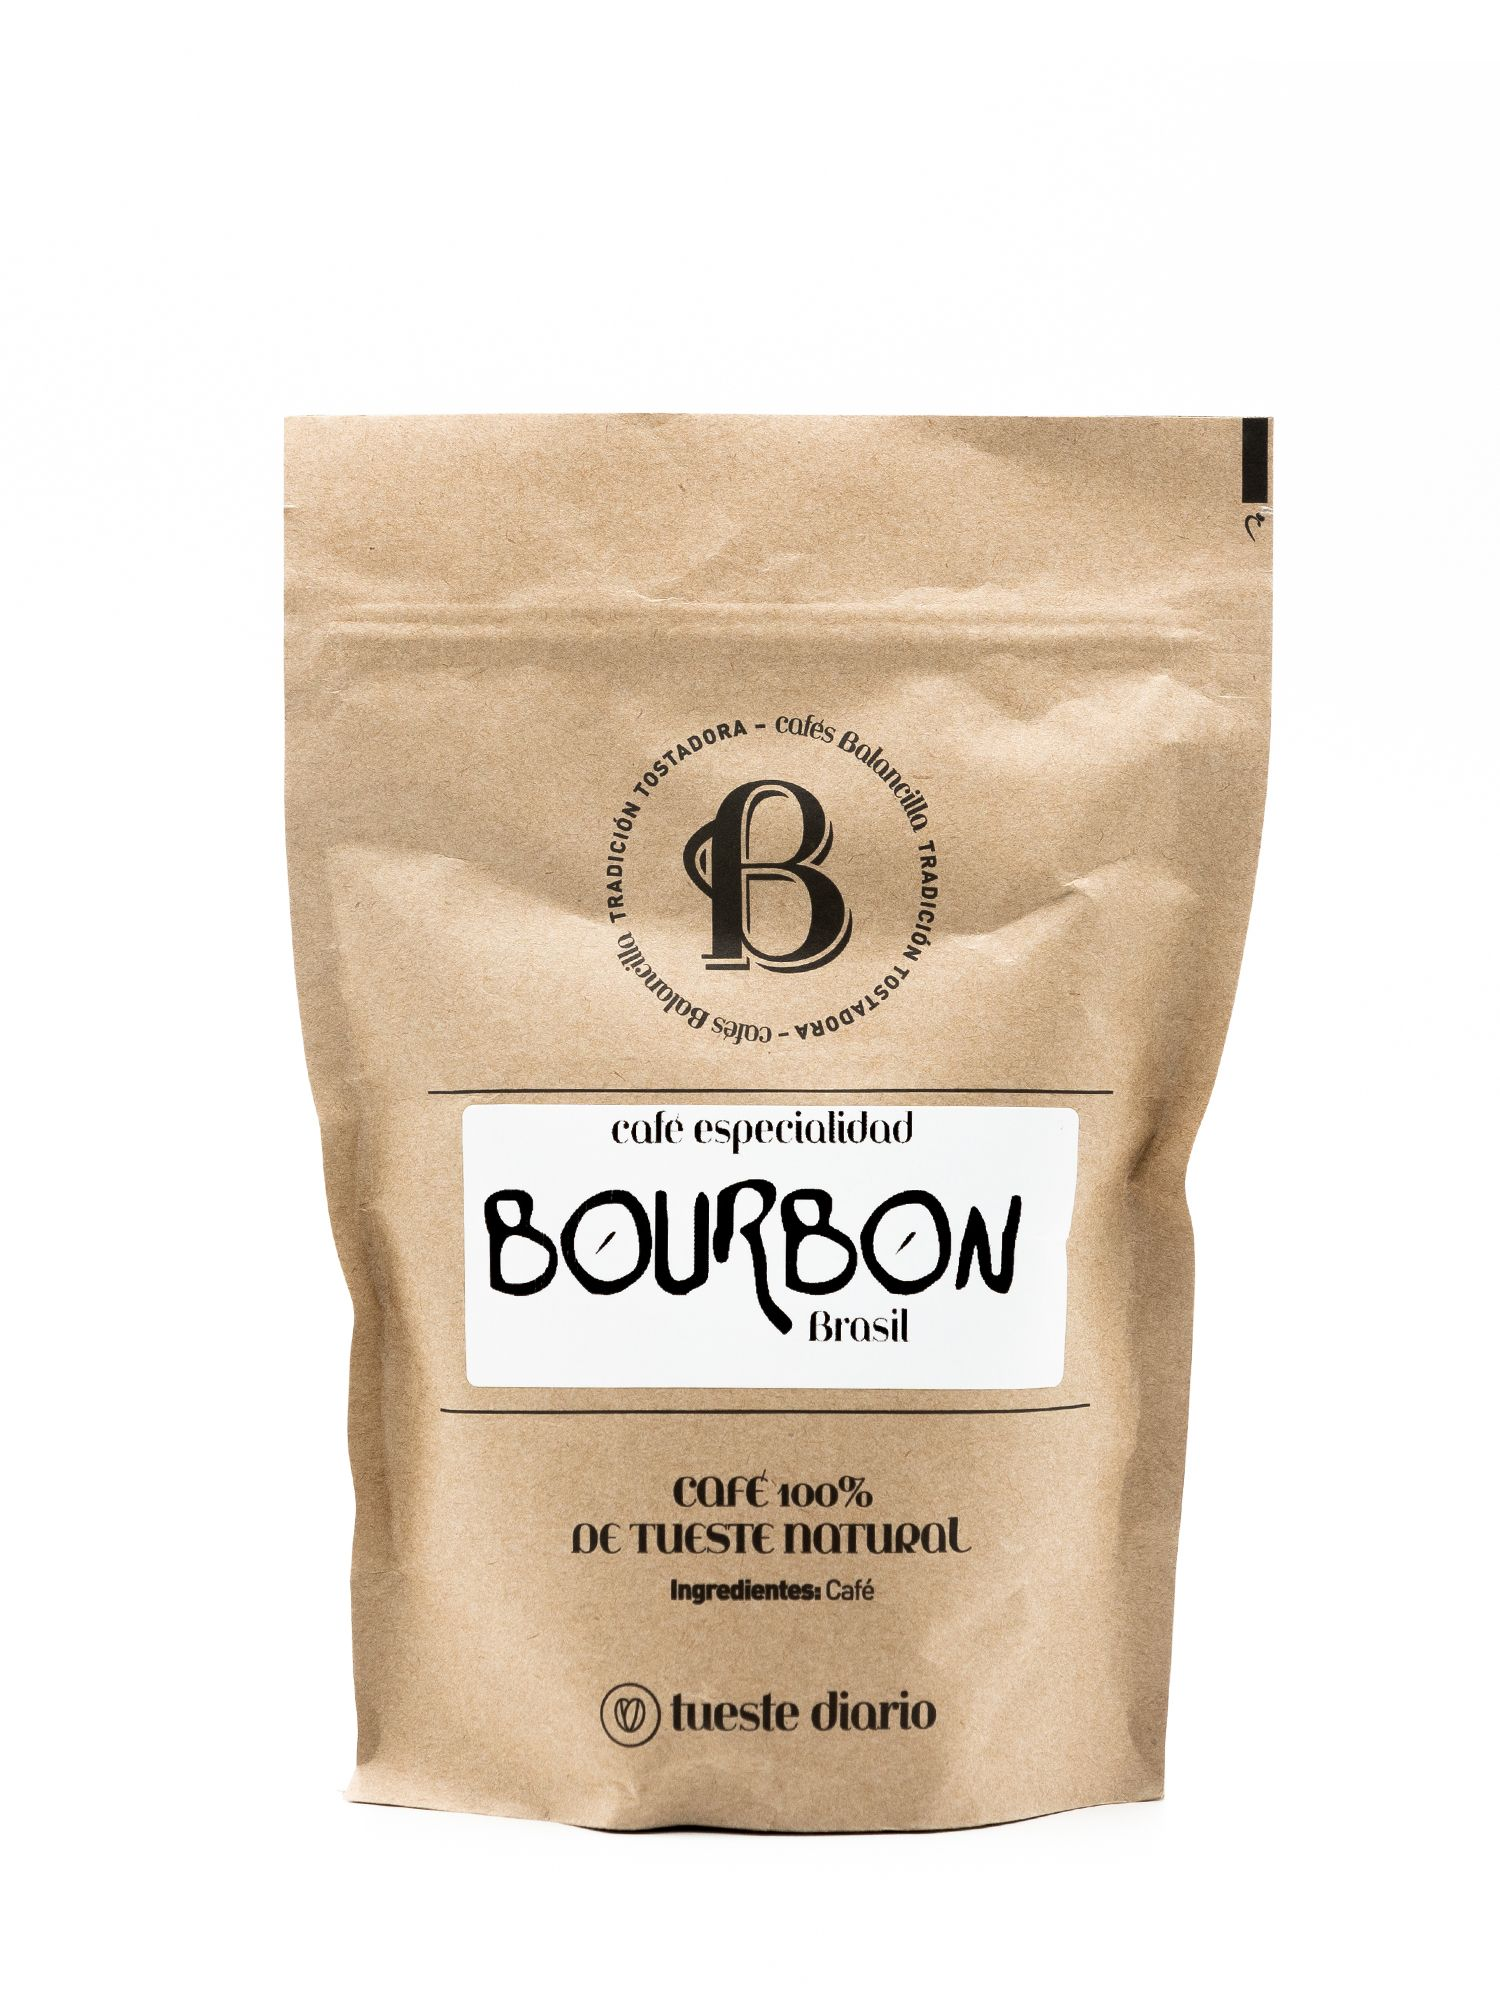 TRADICIÓN TOSTADORA - cafés Balancilla
TRADICIÓN TOSTADORA - cafés Balancilla
B
café especialidad
BOURBON
Brasil
CAFÉ 100%
DE TUESTE NATURAL
Ingredientes: Café
tueste diario